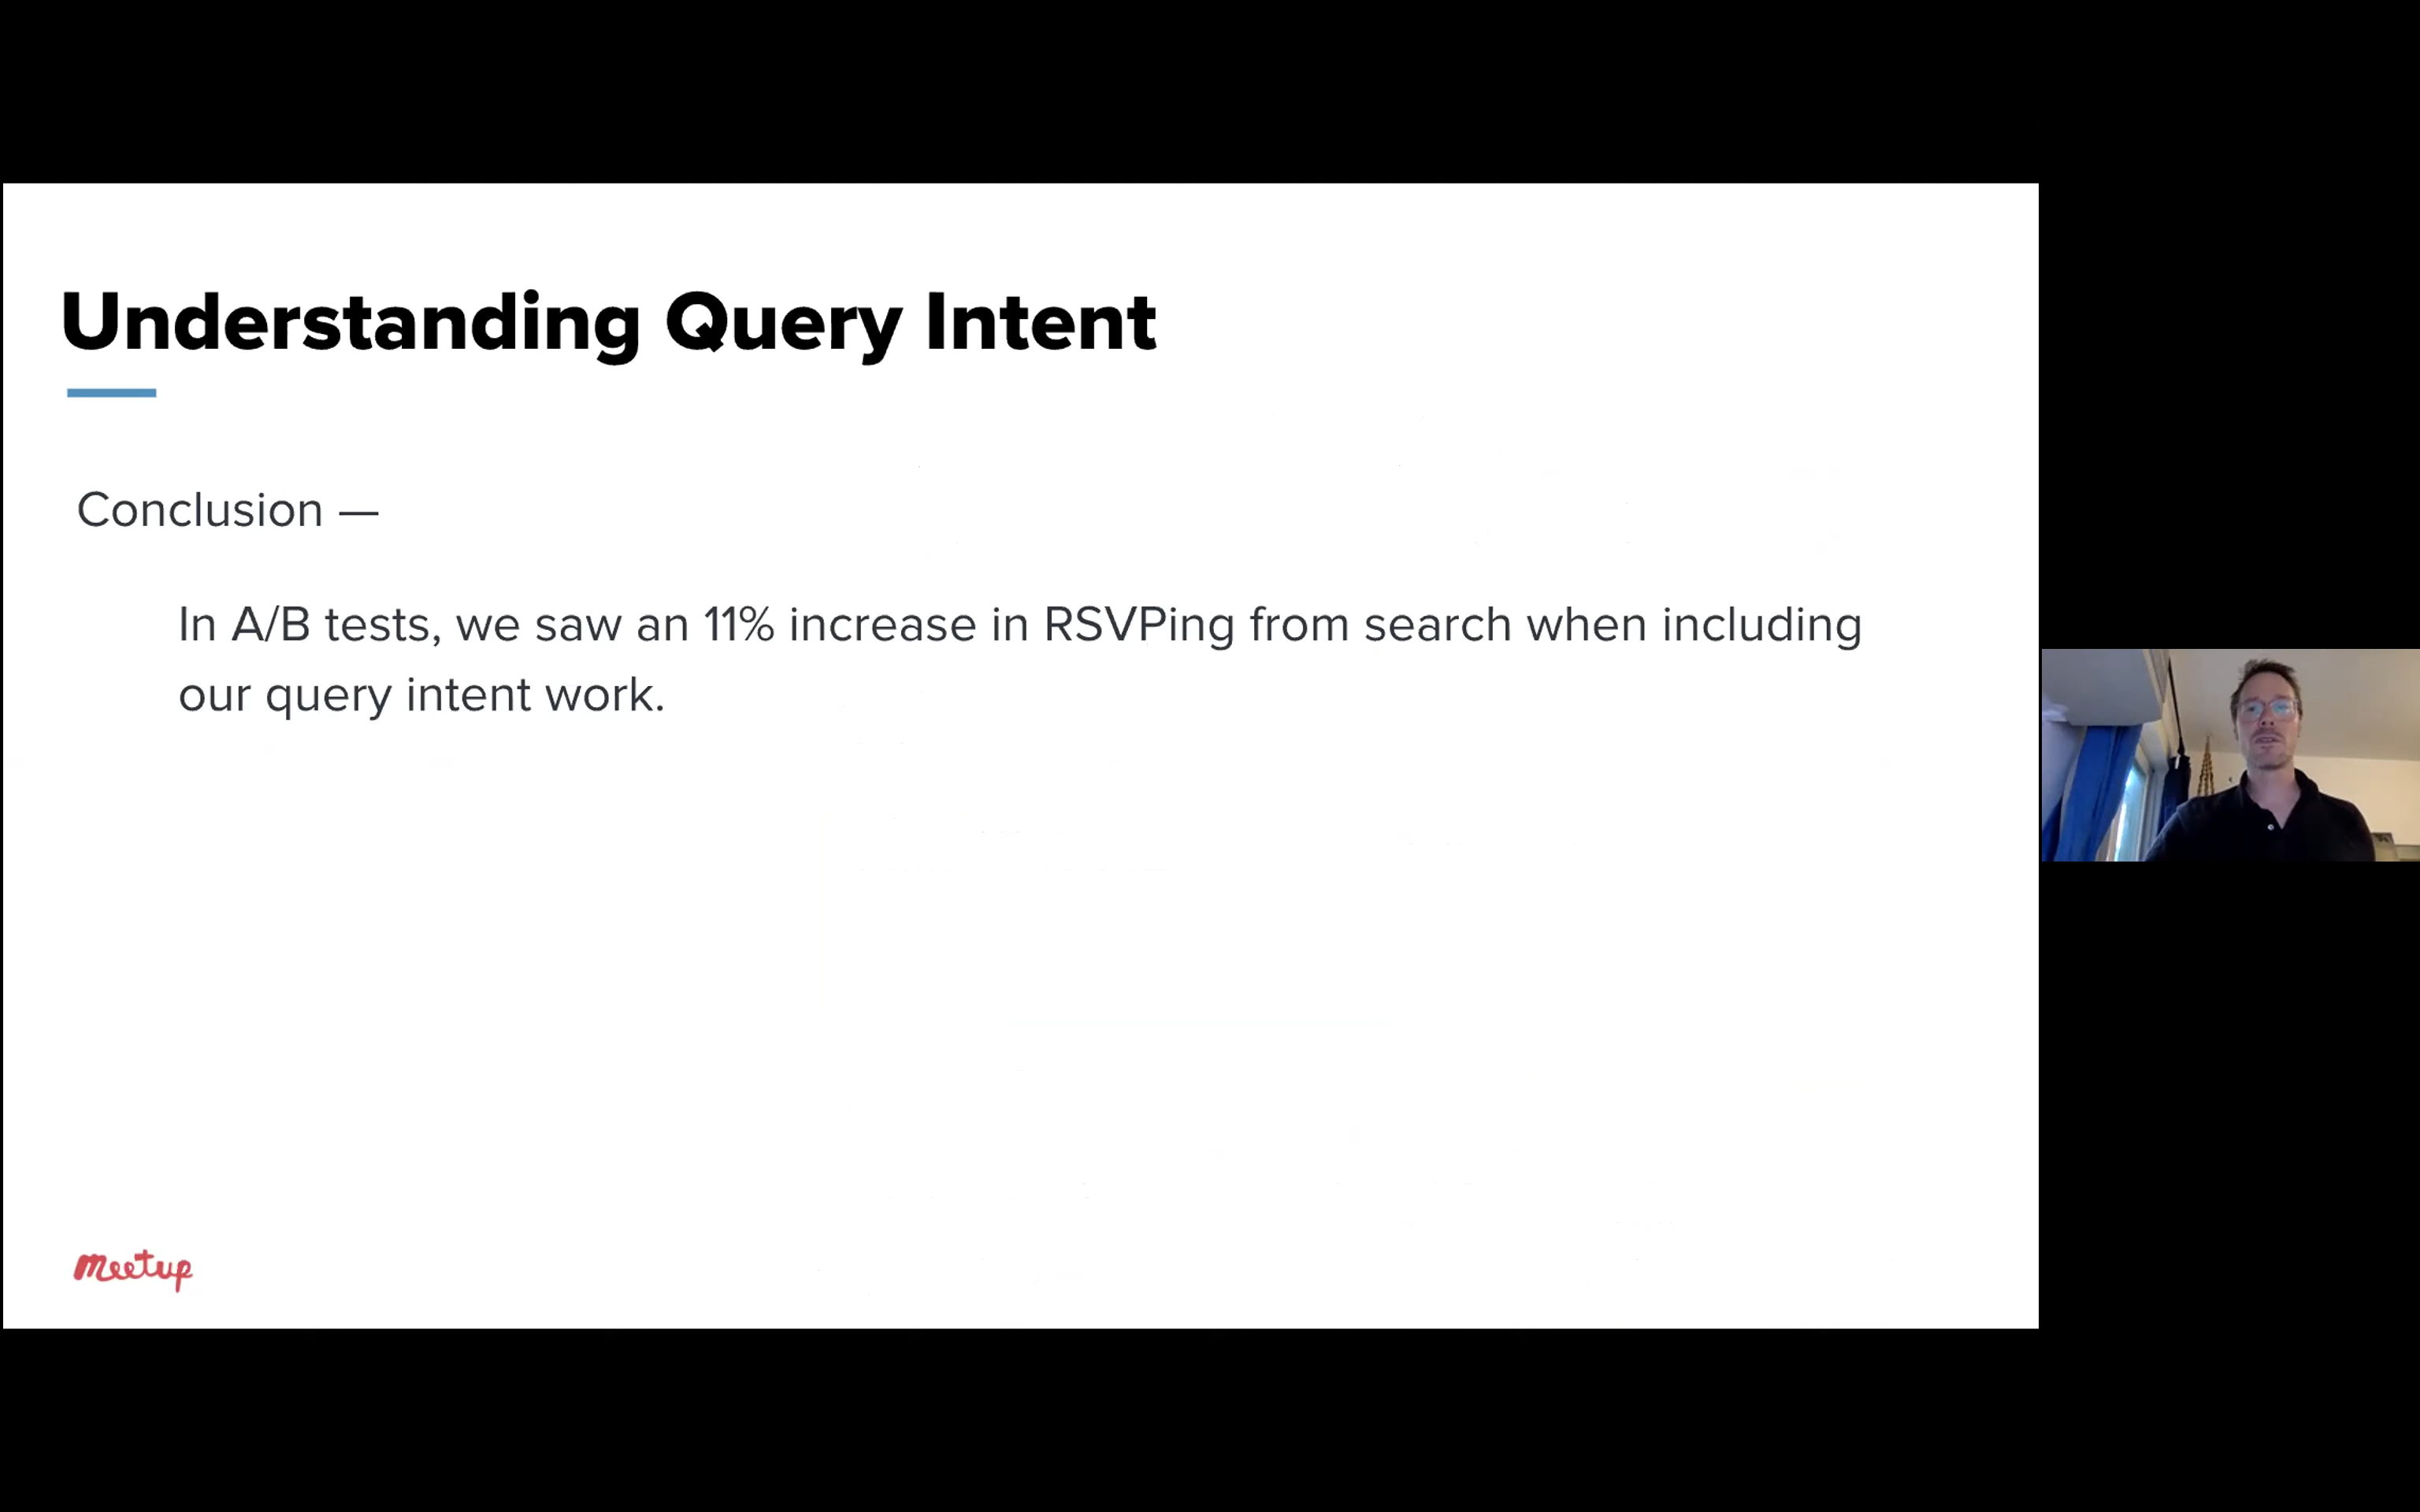 Understanding Query Intent
Conclusion —
In A/B tests, we saw an 11% increase in RSVPing from search when including
our query intent work.
meetup